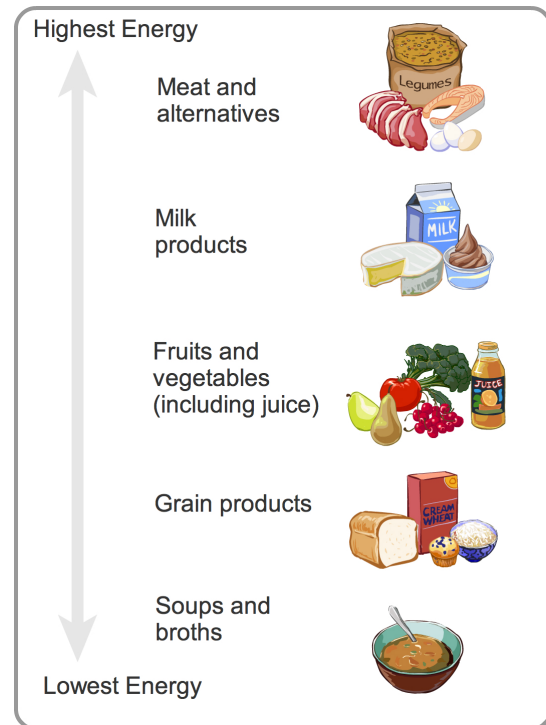 Highest Energy
Meat and
alternatives
Legumes
Milk
products
MILK
Fruits and
vegetables
(including juice)
JUICE
Grain products
CREAM
WHEAT
Soups and
broths
Lowest Energy